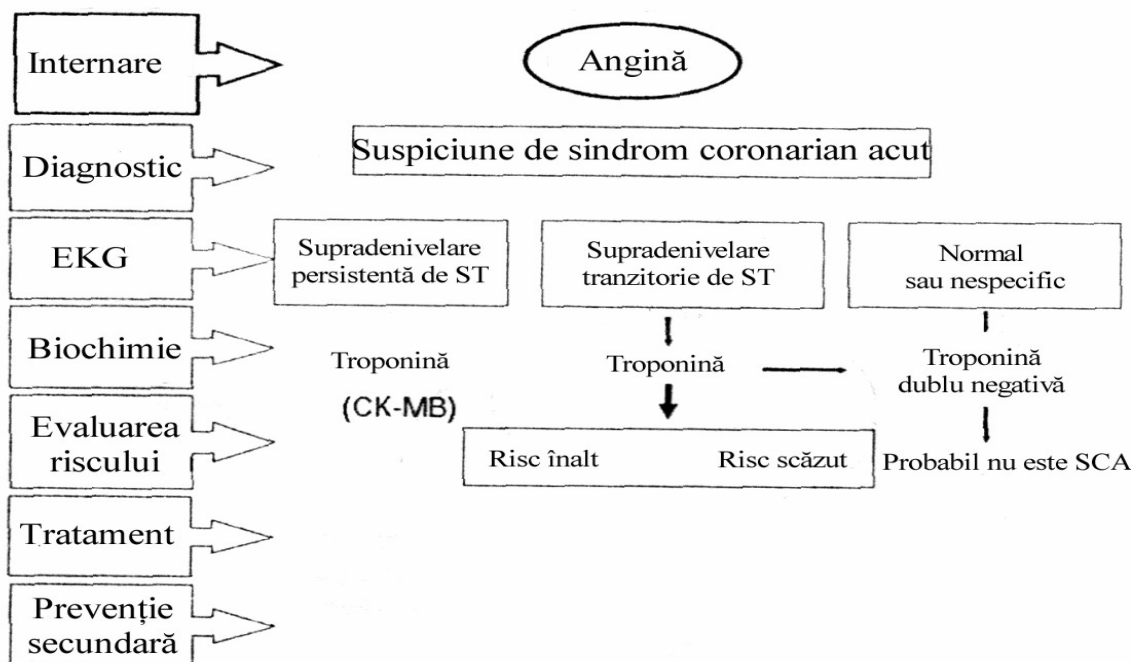 Internare
Angină
Diagnostic
Suspiciune de sindrom coronarian acut
EKG
Supradenivelare
persistentă de ST
Supradenivelare
tranzitorie de ST
Normal
sau nespecific
Biochimie
Troponină
(CK-MB)
Troponină
Troponină
dublu negativă
Evaluarea
riscului
Risc înalt
Risc scăzut
Probabil nu este SCA
Tratament
Prevenție
secundară